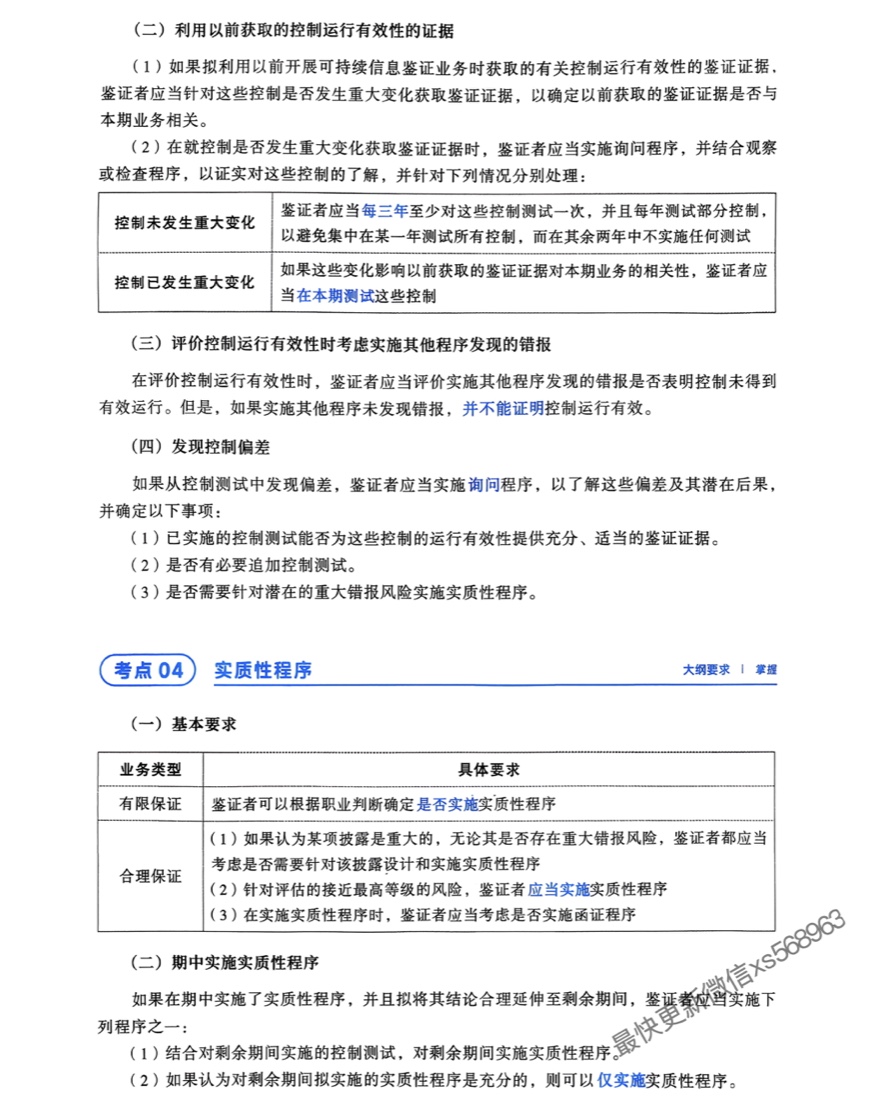 （二）利用以前获取的控制运行有效性的证据
（1）如果拟利用以前开展可持续信息鉴证业务时获取的有关控制运行有效性的鉴证证据，
鉴证者应当针对这些控制是否发生重大变化获取鉴证证据，以确定以前获取的鉴证证据是否与
本期业务相关。
（2）在就控制是否发生重大变化获取鉴证证据时，鉴证者应当实施询问程序，并结合观察
或检查程序，以证实对这些控制的了解，并针对下列情况分别处理：
控制未发生重大变化
鉴证者应当每三年至少对这些控制测试一次，并且每年测试部分控制，
以避免集中在某一年测试所有控制，而在其余两年中不实施任何测试
控制已发生重大变化
如果这些变化影响以前获取的鉴证证据对本期业务的相关性，鉴证者应
当在本期测试这些控制
（三）评价控制运行有效性时考虑实施其他程序发现的错报
在评价控制运行有效性时，鉴证者应当评价实施其他程序发现的错报是否表明控制未得到
有效运行。但是，如果实施其他程序未发现错报，并不能证明控制运行有效。
（四）发现控制偏差
如果从控制测试中发现偏差，鉴证者应当实施询问程序，以了解这些偏差及其潜在后果，
并确定以下事项：
（1）已实施的控制测试能否为这些控制的运行有效性提供充分、适当的鉴证证据。
（2）是否有必要追加控制测试。
（3）是否需要针对潜在的重大错报风险实施实质性程序。
考点 04 实质性程序 大纲要求 | 掌握
（一）基本要求
业务类型 具体要求
有限保证 鉴证者可以根据职业判断确定是否实施实质性程序
合理保证
（1）如果认为某项披露是重大的，无论其是否存在重大错报风险，鉴证者都应当
考虑是否需要针对该披露设计和实施实质性程序
（2）针对评估的接近最高等级的风险，鉴证者应当实施实质性程序
（3）在实施实质性程序时，鉴证者应当考虑是否实施函证程序
（二）期中实施实质性程序
如果在期中实施了实质性程序，并且拟将其结论合理延伸至剩余期间，鉴证者应当实施下
列程序之一：
（1）结合对剩余期间实施的控制测试，对剩余期间实施实质性程序。
（2）如果认为对剩余期间拟实施的实质性程序是充分的，则可以仅实施实质性程序。
最快更新微信xs568963